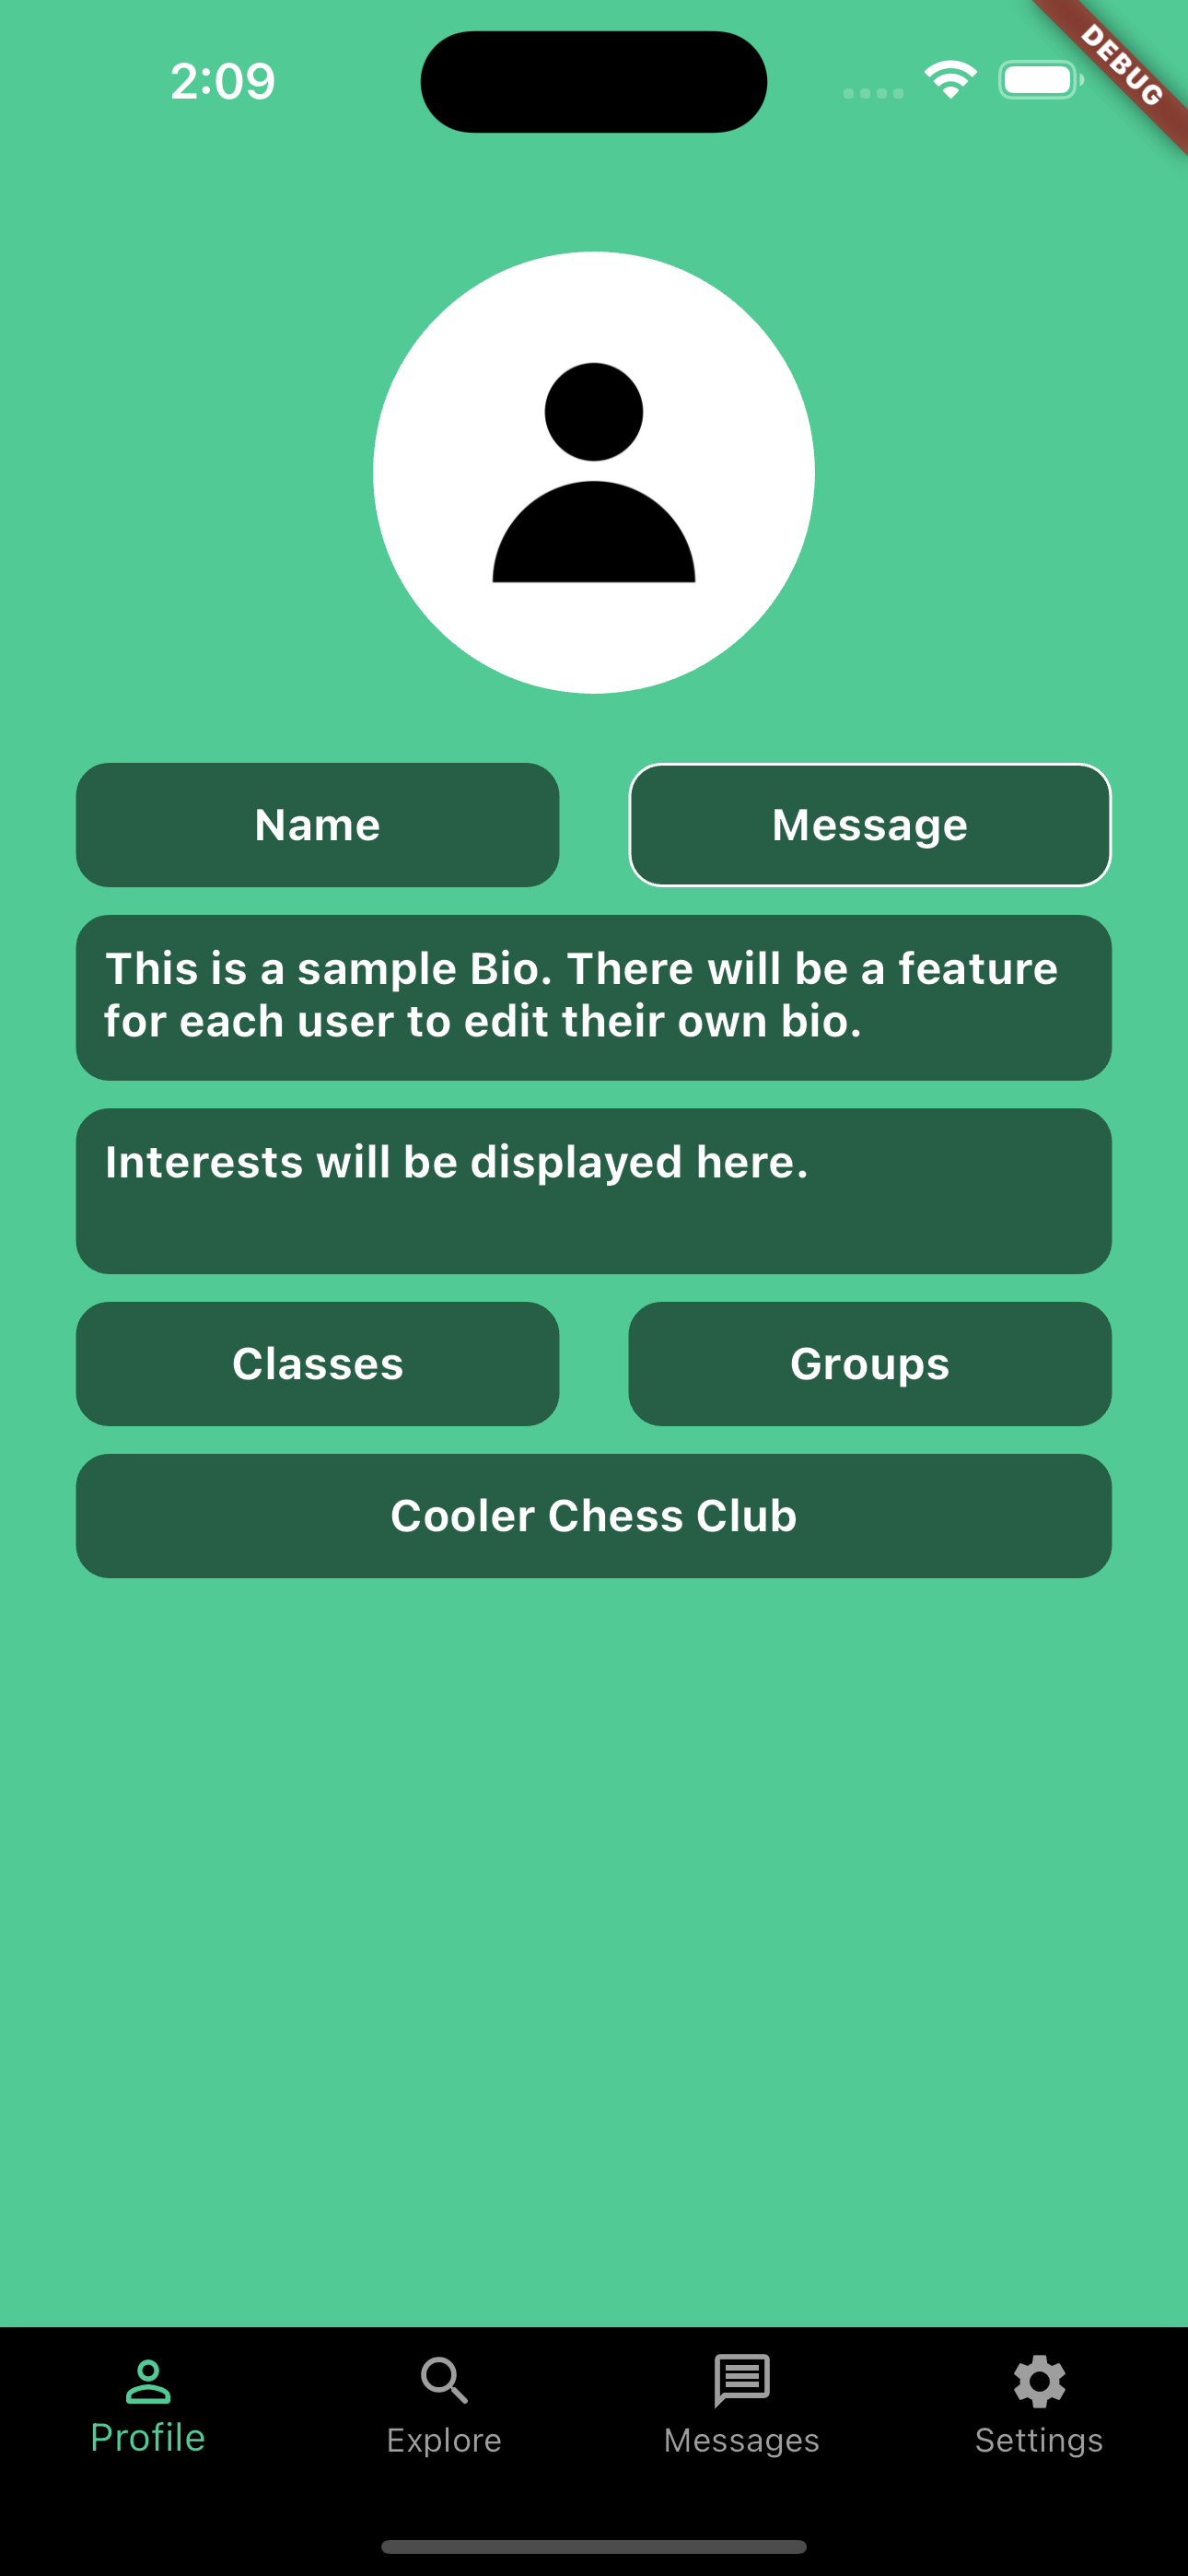 2:09
DEBUG
Name
Message
This is a sample Bio. There will be a feature
for each user to edit their own bio.
Interests will be displayed here.
Classes
Groups
Cooler Chess Club
Profile
Explore
Messages
Settings